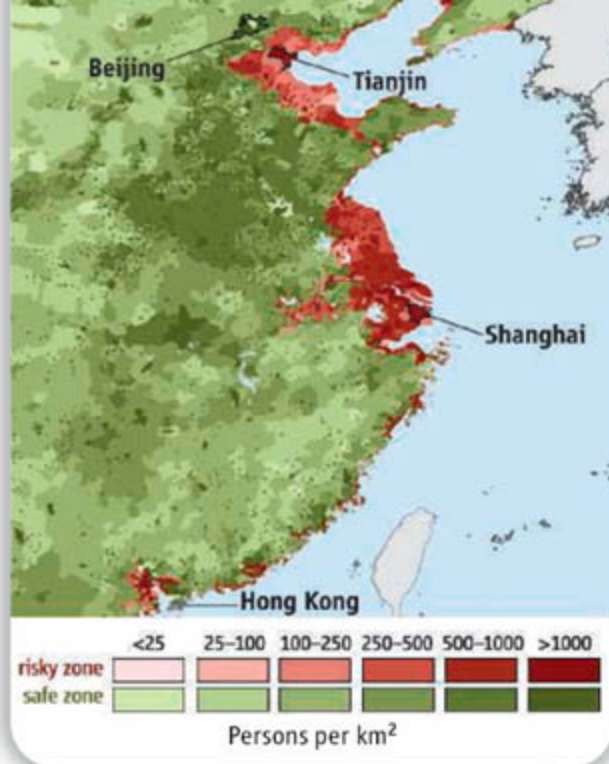 Beijing
Tianjin
Shanghai
Hong Kong
<25 25–100 100–250 250–500 500–1000 >1000
risky zone
safe zone
Persons per km²